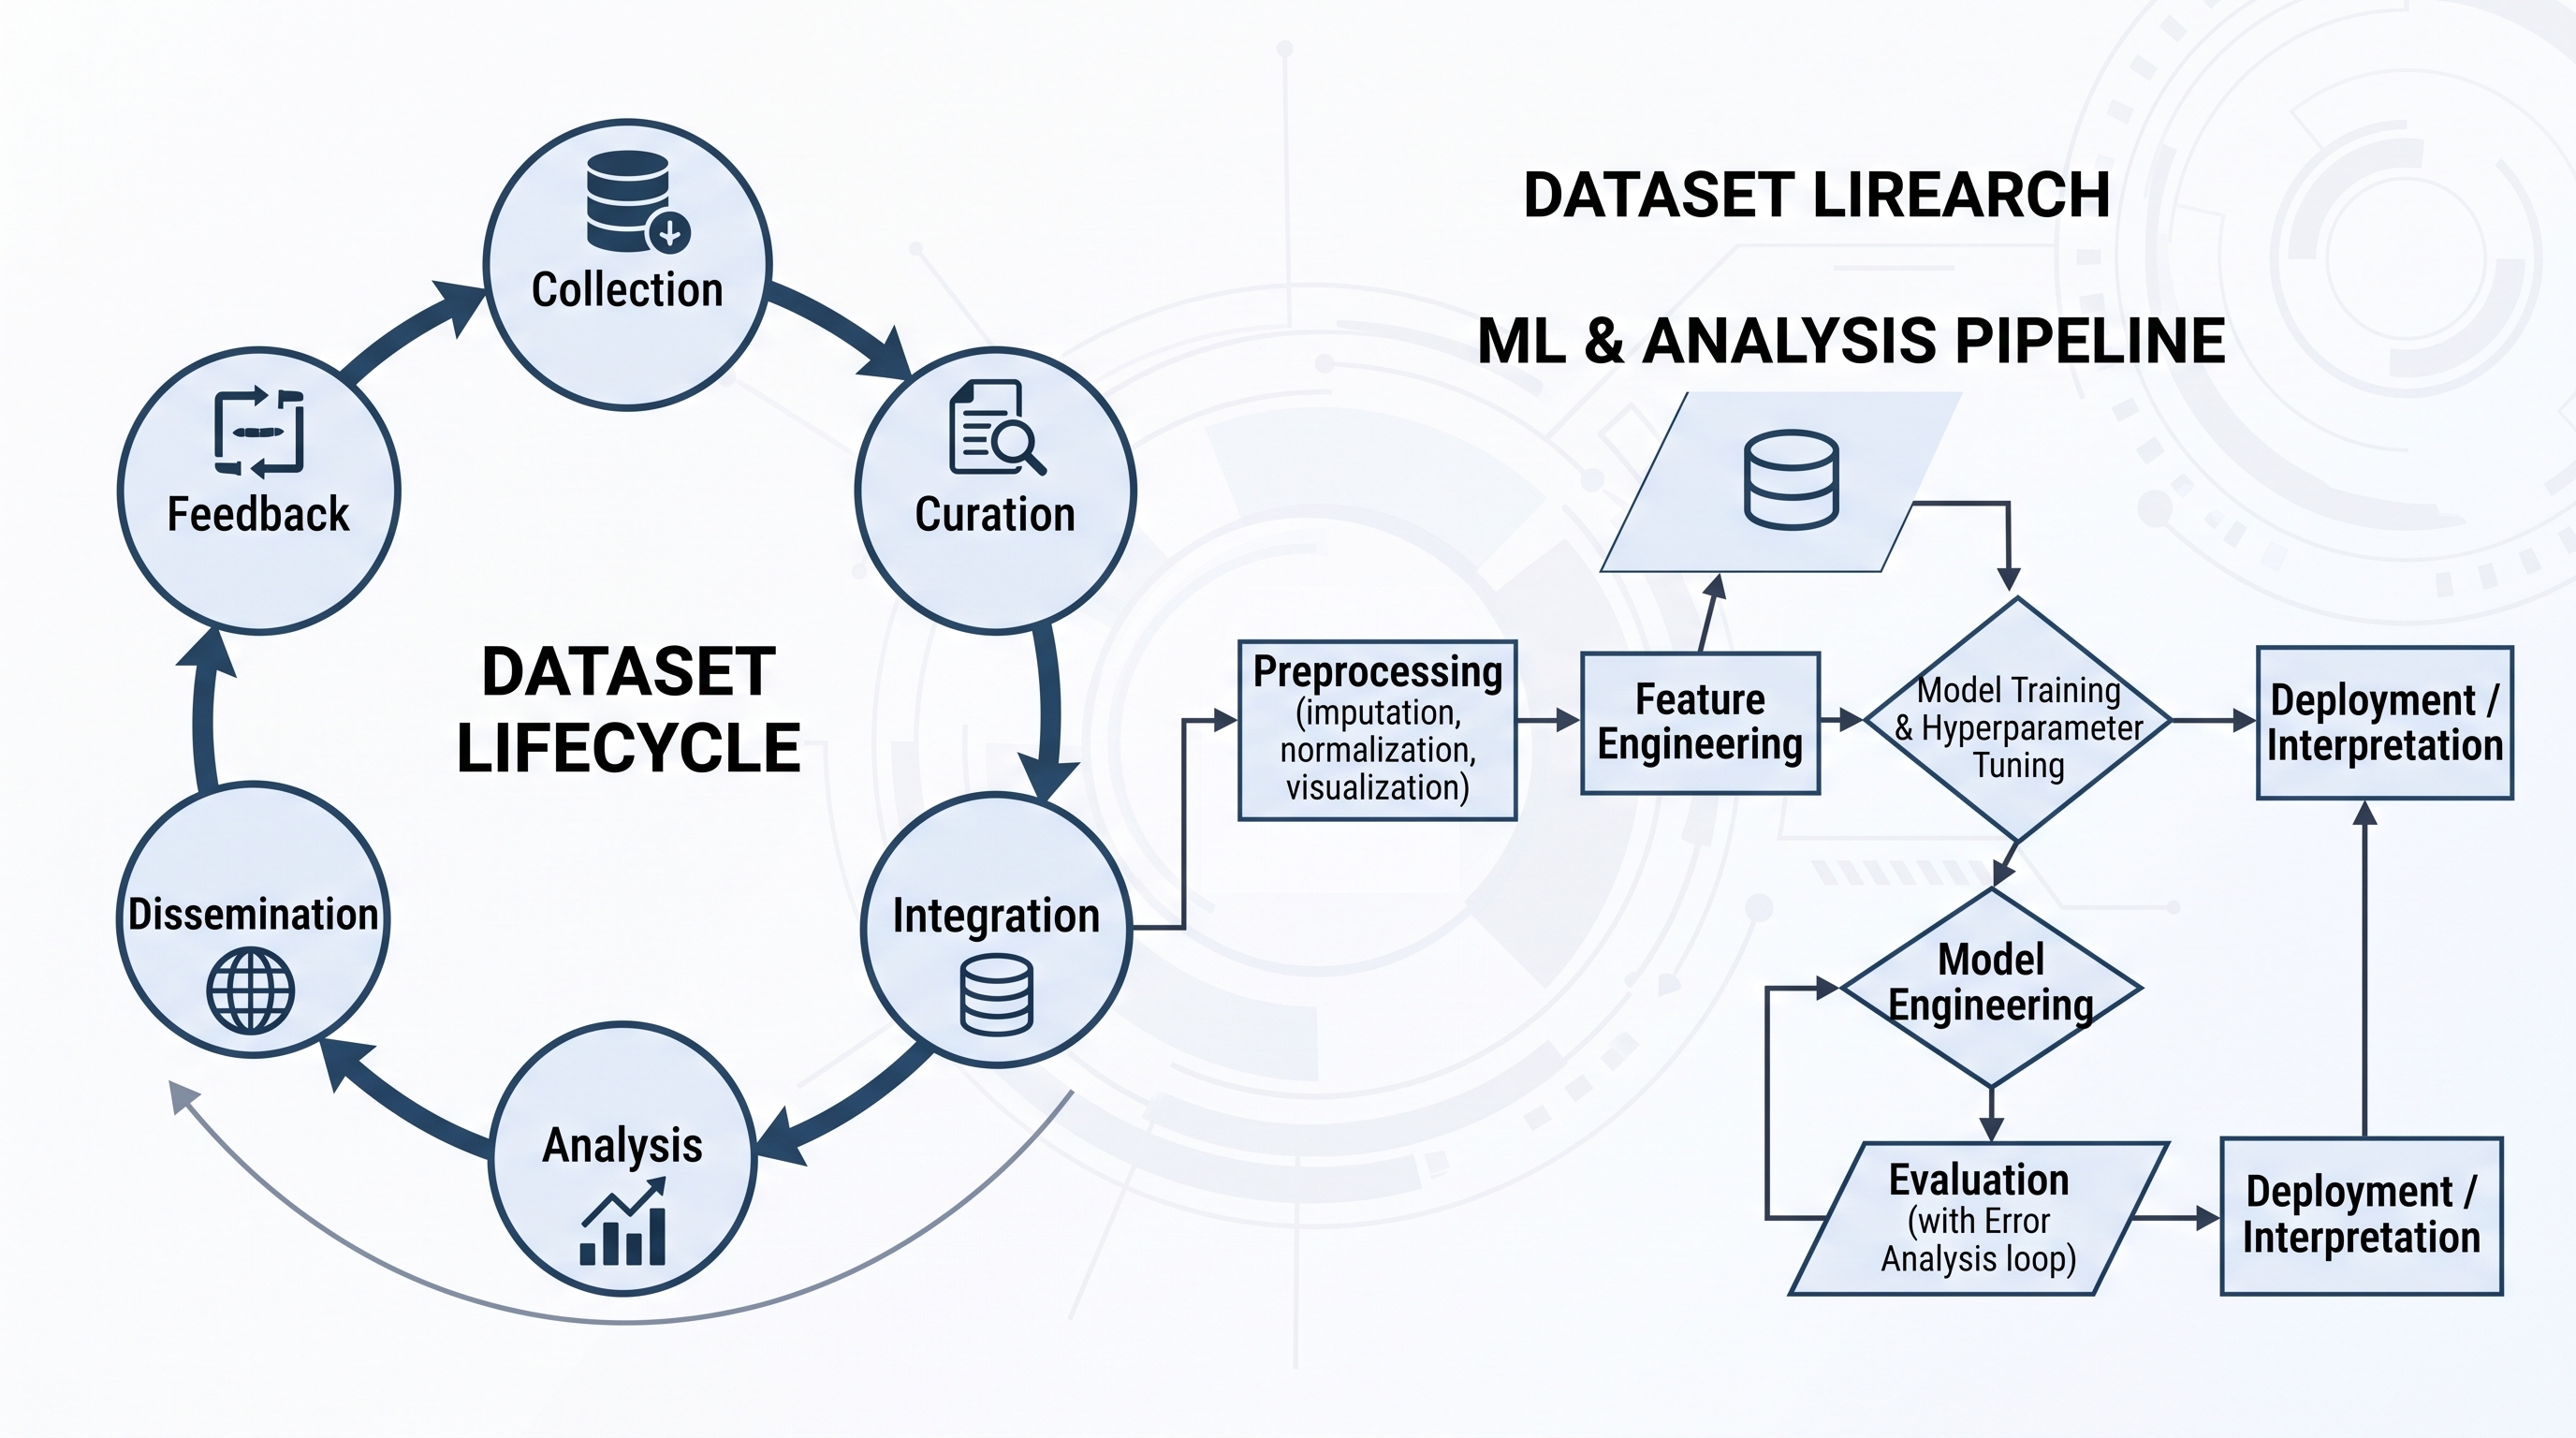 Collection
Curation
Integration
Analysis
Dissemination
Feedback
DATASET
LIFECYCLE
DATASET LIREARCH
ML & ANALYSIS PIPELINE
Preprocessing
(imputation,
normalization,
visualization)
Feature
Engineering
Model Training
& Hyperparameter
Tuning
Deployment /
Interpretation
Model
Engineering
Evaluation
(with Error
Analysis loop)
Deployment /
Interpretation